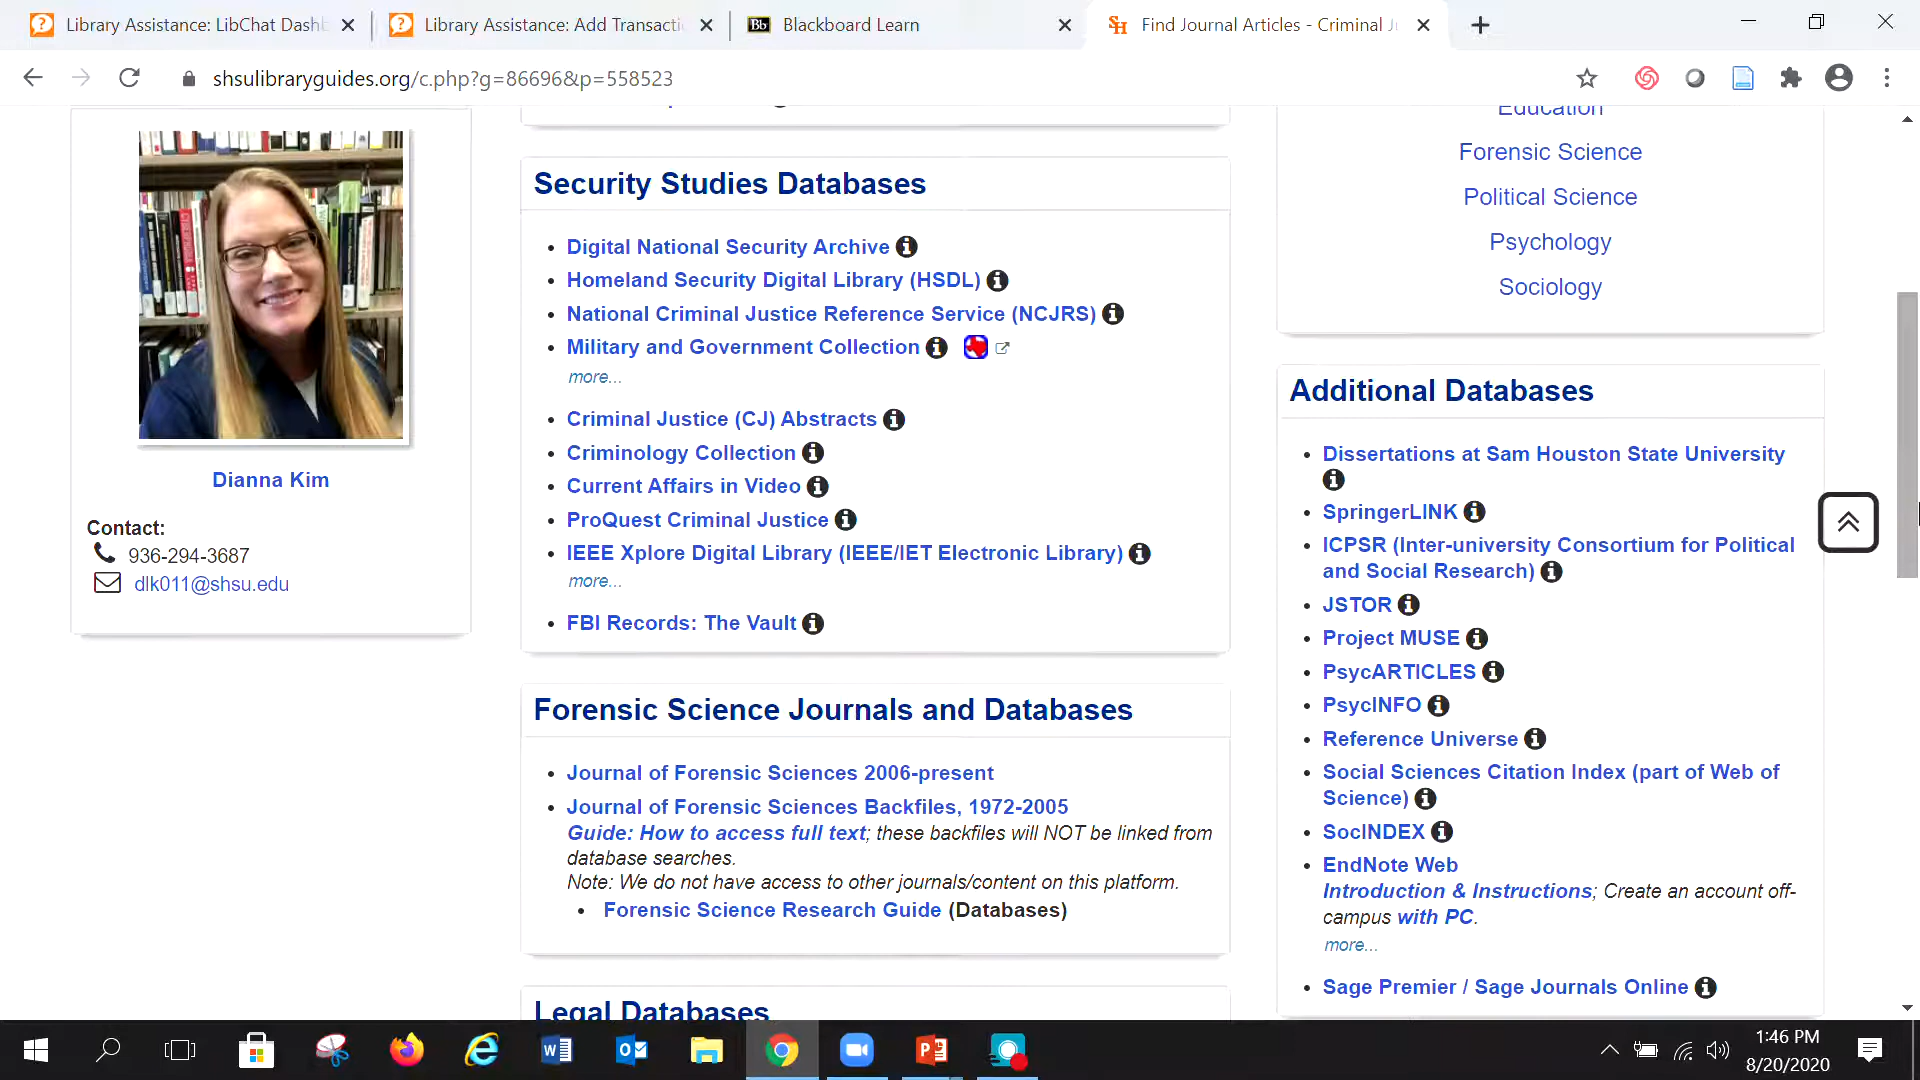 Library Assistance: LibChat Dashb
Library Assistance: Add Transactio
Bb Blackboard Learn
SH Find Journal Articles - Criminal J
shsulibraryguides.org/c.php?g=86696&p=558523
Dianna Kim
Contact:
936-294-3687
dlk011@shsu.edu
Security Studies Databases
Digital National Security Archive
Homeland Security Digital Library (HSDL)
National Criminal Justice Reference Service (NCJRS)
Military and Government Collection
more...
Criminal Justice (CJ) Abstracts
Criminology Collection
Current Affairs in Video
ProQuest Criminal Justice
IEEE Xplore Digital Library (IEEE/IET Electronic Library)
more...
FBI Records: The Vault
Forensic Science Journals and Databases
Journal of Forensic Sciences 2006-present
Journal of Forensic Sciences Backfiles, 1972-2005
Guide: How to access full text; these backfiles will NOT be linked from
database searches.
Note: We do not have access to other journals/content on this platform.
Forensic Science Research Guide (Databases)
Legal Databases
Education
Forensic Science
Political Science
Psychology
Sociology
Additional Databases
Dissertations at Sam Houston State University
SpringerLINK
ICPSR (Inter-university Consortium for Political
and Social Research)
JSTOR
Project MUSE
PsycARTICLES
PsycINFO
Reference Universe
Social Sciences Citation Index (part of Web of
Science)
SocINDEX
EndNote Web
Introduction & Instructions; Create an account off-
campus with PC.
more...
Sage Premier / Sage Journals Online
1:46 PM
8/20/2020